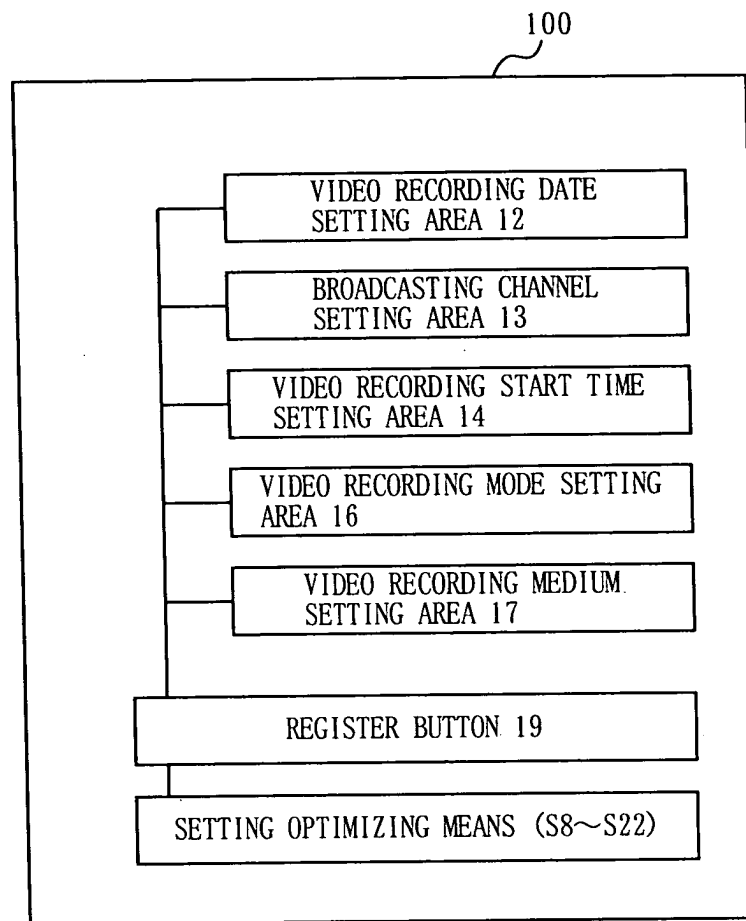 100
VIDEO RECORDING DATE
SETTING AREA 12
BROADCASTING CHANNEL
SETTING AREA 13
VIDEO RECORDING START TIME
SETTING AREA 14
VIDEO RECORDING MODE SETTING
AREA 16
VIDEO RECORDING MEDIUM
SETTING AREA 17
REGISTER BUTTON 19
SETTING OPTIMIZING MEANS (S8～S22)